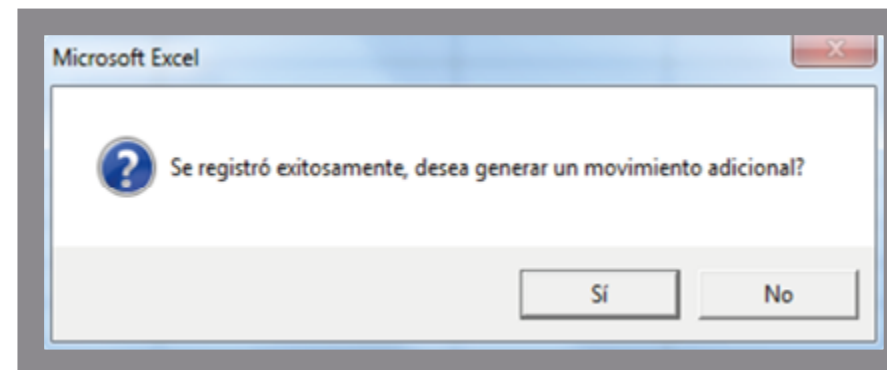 Microsoft Excel
Se registró exitosamente, desea generar un movimiento adicional?
Sí
No